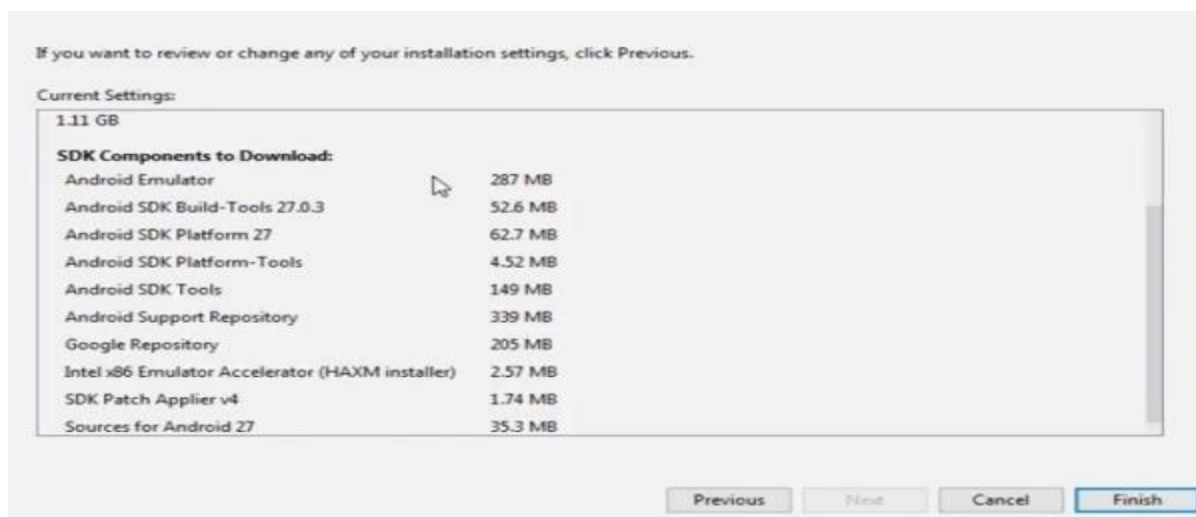 If you want to review or change any of your installation settings, click Previous.
Current Settings:
1.11 GB
SDK Components to Download:
Android Emulator 287 MB
Android SDK Build-Tools 27.0.3 52.6 MB
Android SDK Platform 27 62.7 MB
Android SDK Platform-Tools 4.52 MB
Android SDK Tools 149 MB
Android Support Repository 339 MB
Google Repository 205 MB
Intel x86 Emulator Accelerator (HAXM installer) 2.57 MB
SDK Patch Applier v4 1.74 MB
Sources for Android 27 35.3 MB
Previous Next Cancel Finish